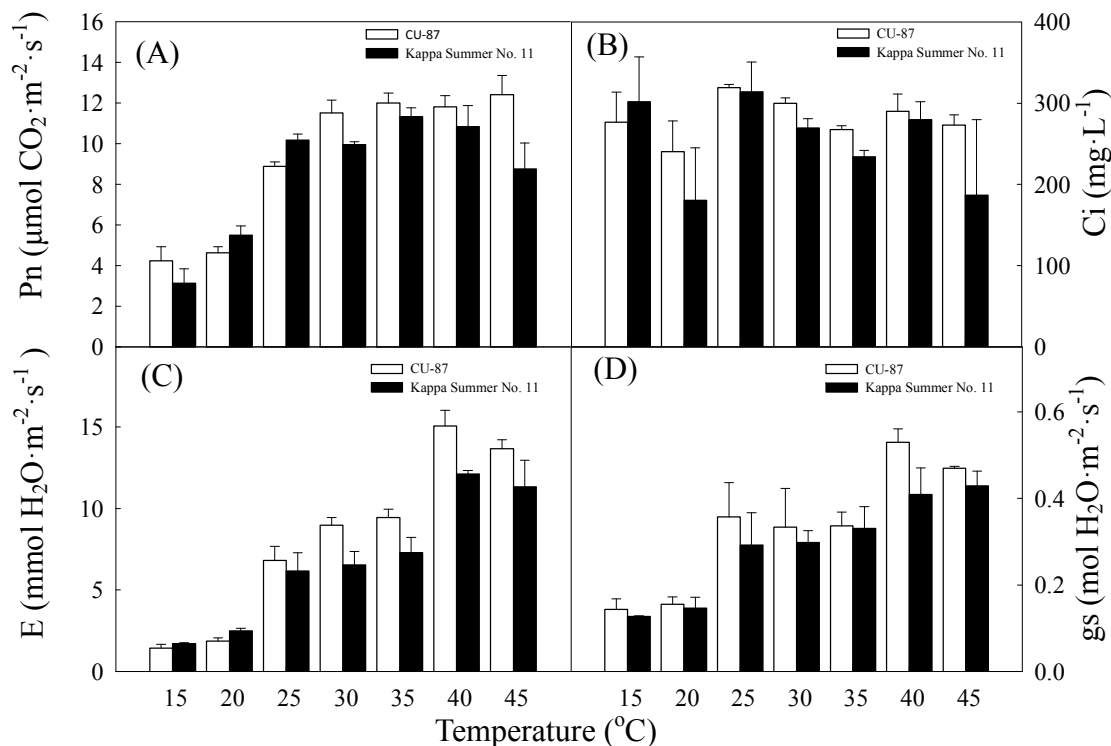 (A)
CU-87
Kappa Summer No. 11
Pn (µmol CO₂·m⁻²·s⁻¹)
16
14
12
10
8
6
4
2
0
(B)
CU-87
Kappa Summer No. 11
400
300
200
100
0
Ci (mg·L⁻¹)
(C)
CU-87
Kappa Summer No. 11
E (mmol H₂O·m⁻²·s⁻¹)
15
10
5
0
(D)
CU-87
Kappa Summer No. 11
0.6
0.4
0.2
0.0
gs (mol H₂O·m⁻²·s⁻¹)
15 20 25 30 35 40 45
15 20 25 30 35 40 45
Temperature (°C)